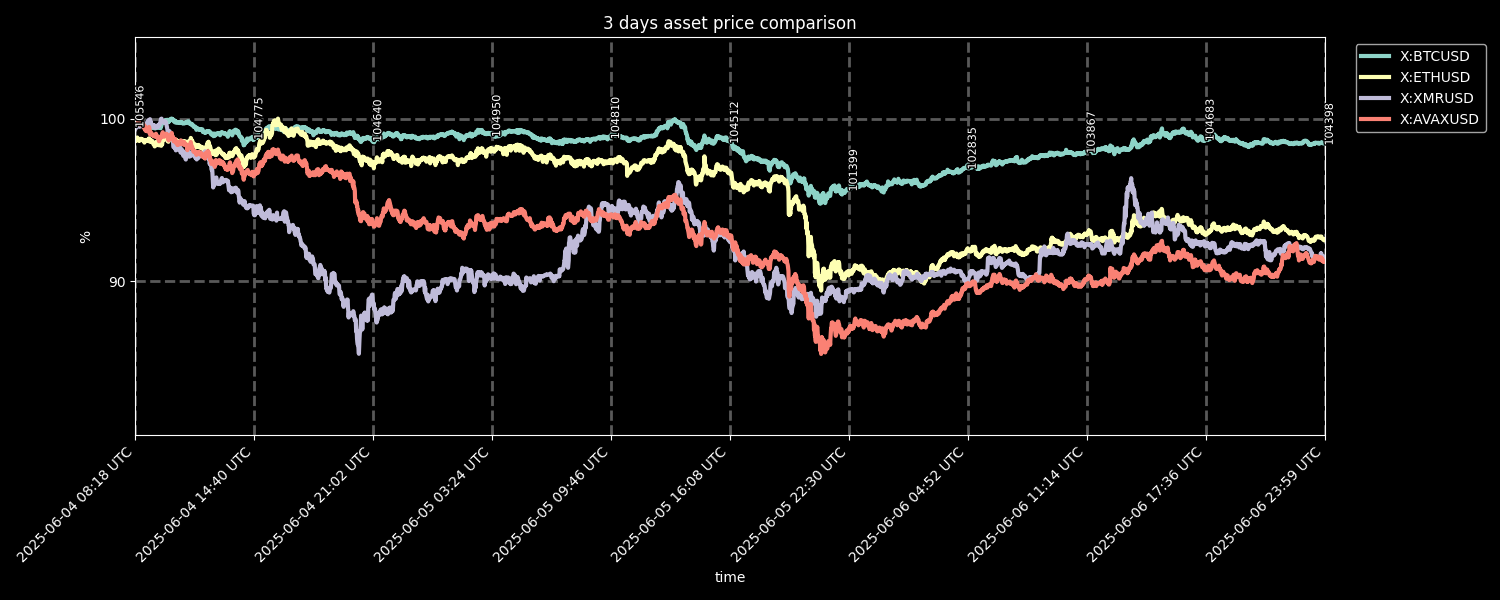 3 days asset price comparison
X:BTCUSD
X:ETHUSD
X:XMRUSD
X:AVAXUSD
%
100
90
105546
104775
104640
104950
104810
104512
101399
102835
103867
104683
104398
2025-06-04 08:18 UTC
2025-06-04 14:40 UTC
2025-06-04 21:02 UTC
2025-06-05 03:24 UTC
2025-06-05 09:46 UTC
2025-06-05 16:08 UTC
2025-06-05 22:30 UTC
2025-06-06 04:52 UTC
2025-06-06 11:14 UTC
2025-06-06 17:36 UTC
2025-06-06 23:59 UTC
time